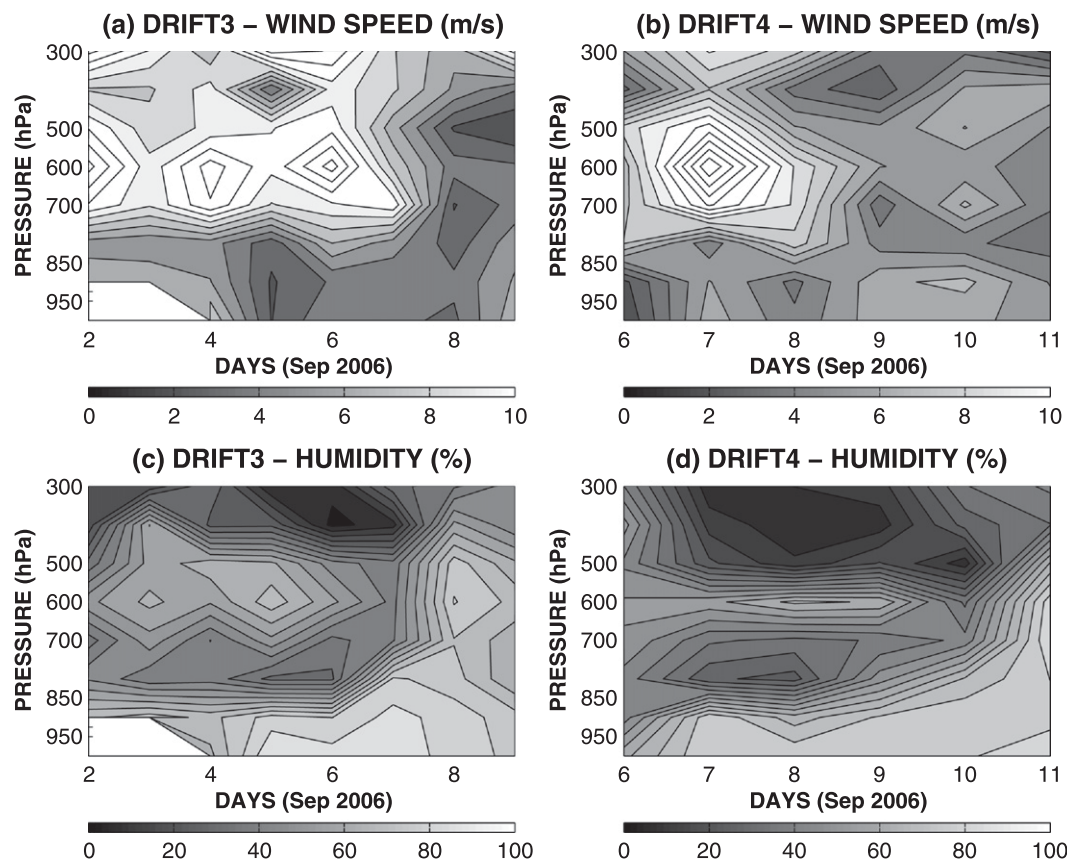 (a) DRIFT3 – WIND SPEED (m/s)
300
500
600
700
850
950
PRESSURE (hPa)
2 4 6 8
DAYS (Sep 2006)
0 2 4 6 8 10
(b) DRIFT4 – WIND SPEED (m/s)
300
500
600
700
850
950
PRESSURE (hPa)
6 7 8 9 10 11
DAYS (Sep 2006)
0 2 4 6 8 10
(c) DRIFT3 – HUMIDITY (%)
300
500
600
700
850
950
PRESSURE (hPa)
2 4 6 8
DAYS (Sep 2006)
0 20 40 60 80 100
(d) DRIFT4 – HUMIDITY (%)
300
500
600
700
850
950
PRESSURE (hPa)
6 7 8 9 10 11
DAYS (Sep 2006)
0 20 40 60 80 100